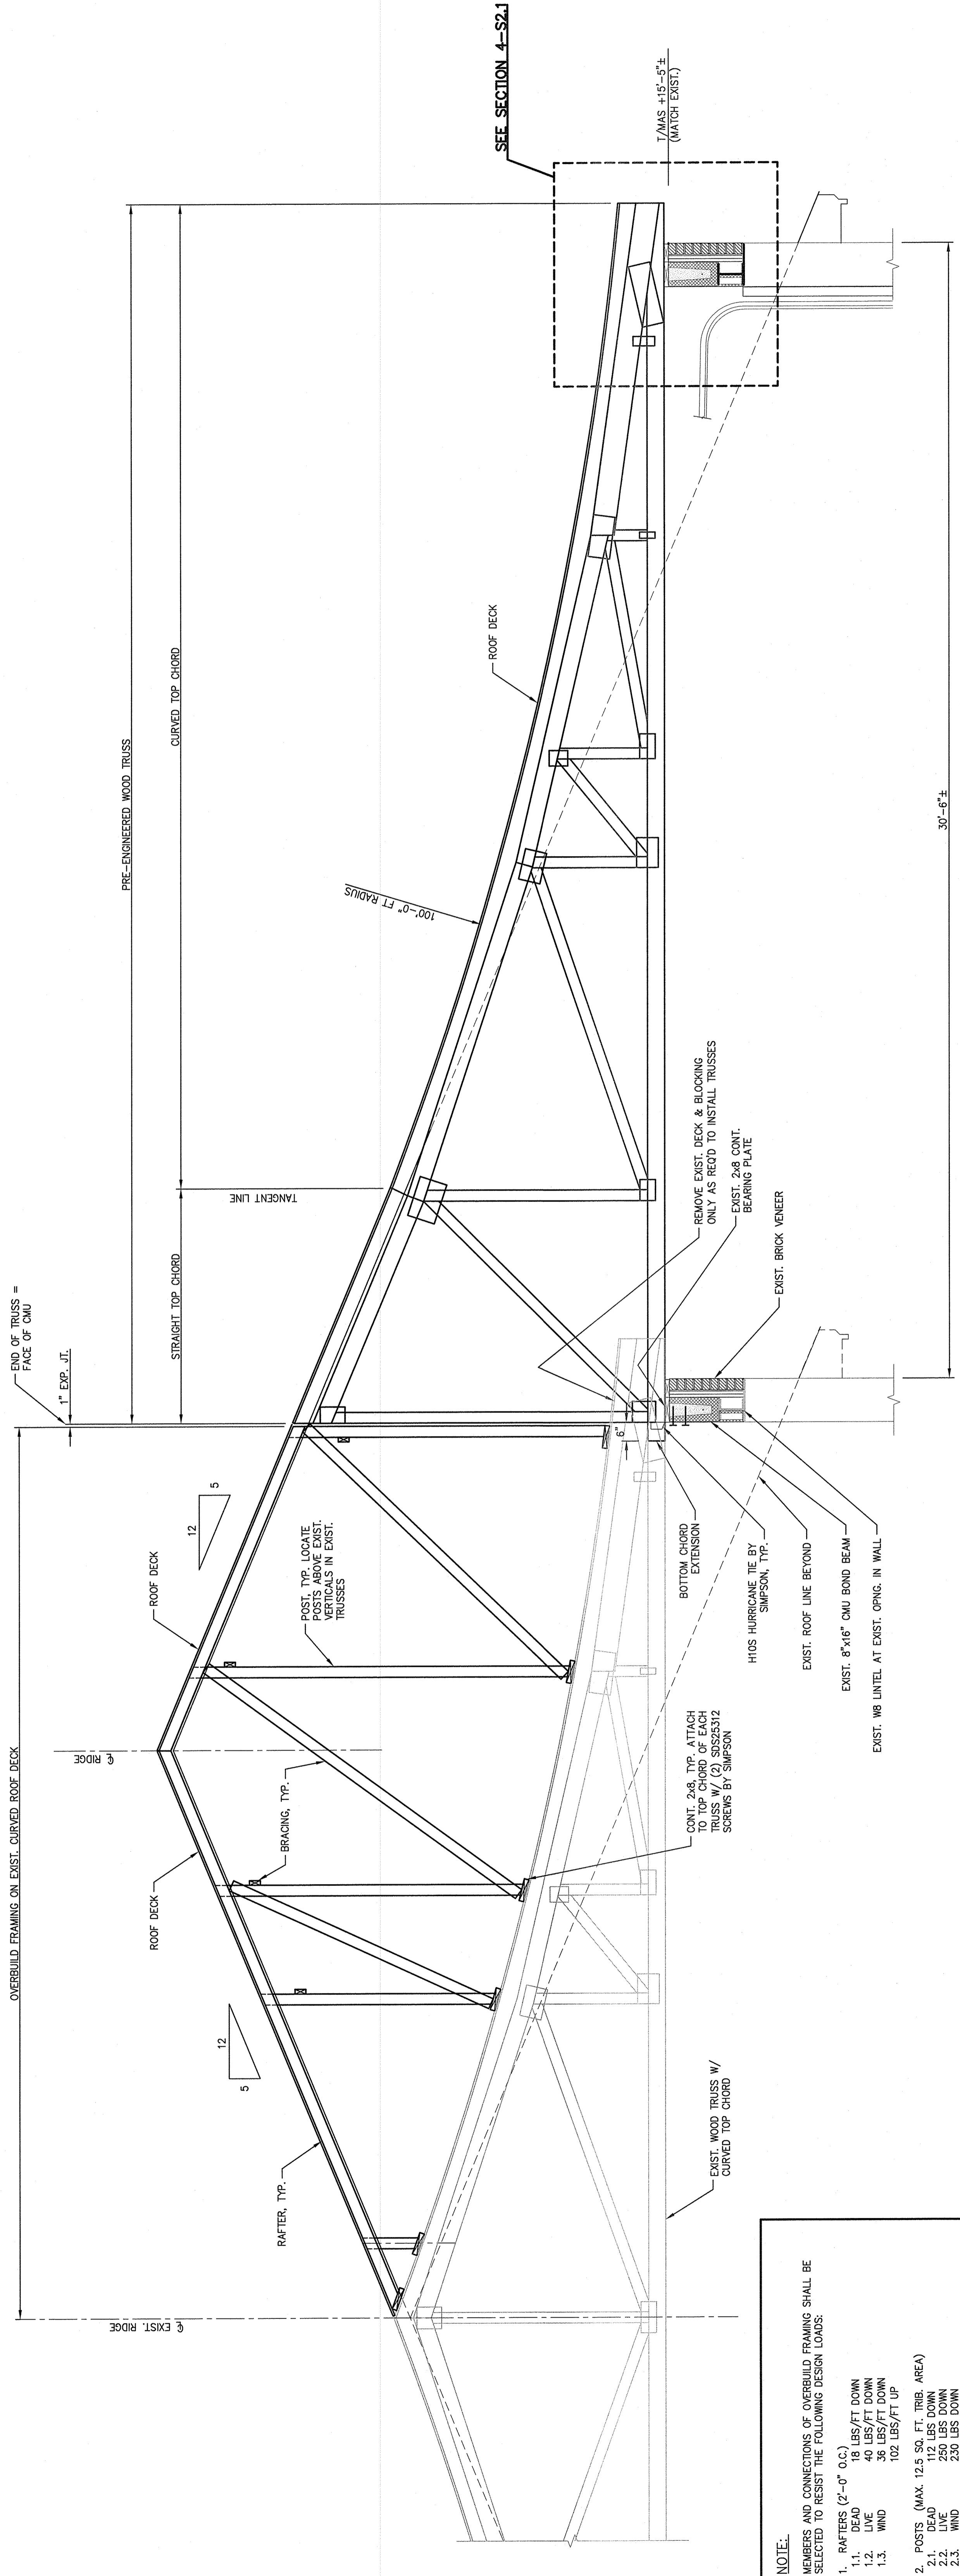 OVERBUILD FRAMING ON EXIST. CURVED ROOF DECK
END OF TRUSS =
FACE OF CMU
1" EXP. JT.
PRE-ENGINEERED WOOD TRUSS
STRAIGHT TOP CHORD
CURVED TOP CHORD
TANGENT LINE
100'-0" FT RADIUS
SEE SECTION 4-S2.1
T/MAS +15'-5"±
(MATCH EXIST.)
℄ EXIST. RIDGE
℄ RIDGE
ROOF DECK
ROOF DECK
ROOF DECK
12
5
12
5
RAFTER, TYP.
BRACING, TYP.
POST, TYP. LOCATE
POSTS ABOVE EXIST.
VERTICALS IN EXIST.
TRUSSES
CONT. 2x8, TYP. ATTACH
TO TOP CHORD OF EACH
TRUSS W/ (2) SDS25312
SCREWS BY SIMPSON
6"
BOTTOM CHORD
EXTENSION
REMOVE EXIST. DECK & BLOCKING
ONLY AS REQ'D TO INSTALL TRUSSES
EXIST. 2x8 CONT.
BEARING PLATE
EXIST. BRICK VENEER
H10S HURRICANE TIE BY
SIMPSON, TYP.
EXIST. ROOF LINE BEYOND
EXIST. 8"x16" CMU BOND BEAM
EXIST. W8 LINTEL AT EXIST. OPNG. IN WALL
EXIST. WOOD TRUSS W/
CURVED TOP CHORD
30'-6"±
NOTE:
MEMBERS AND CONNECTIONS OF OVERBUILD FRAMING SHALL BE
SELECTED TO RESIST THE FOLLOWING DESIGN LOADS:
1. RAFTERS (2'-0" O.C.)
1.1. DEAD 18 LBS/FT DOWN
1.2. LIVE 40 LBS/FT DOWN
1.3. WIND 36 LBS/FT DOWN
102 LBS/FT UP
2. POSTS (MAX. 12.5 SQ. FT. TRIB. AREA)
2.1. DEAD 112 LBS DOWN
2.2. LIVE 250 LBS DOWN
2.3. WIND 230 LBS DOWN